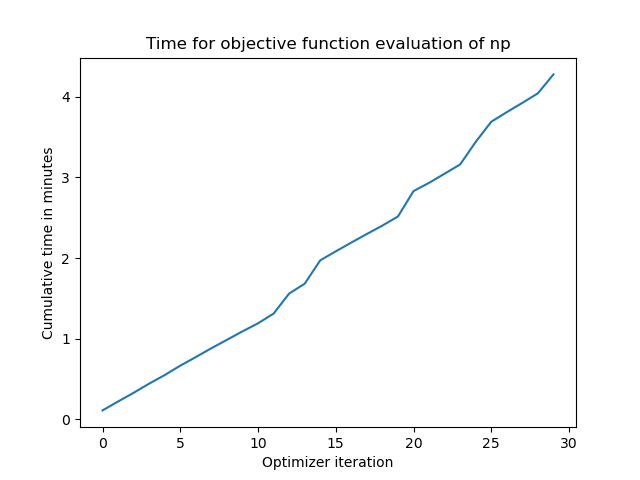 Time for objective function evaluation of np
Cumulative time in minutes
4
3
2
1
0
0 5 10 15 20 25 30
Optimizer iteration